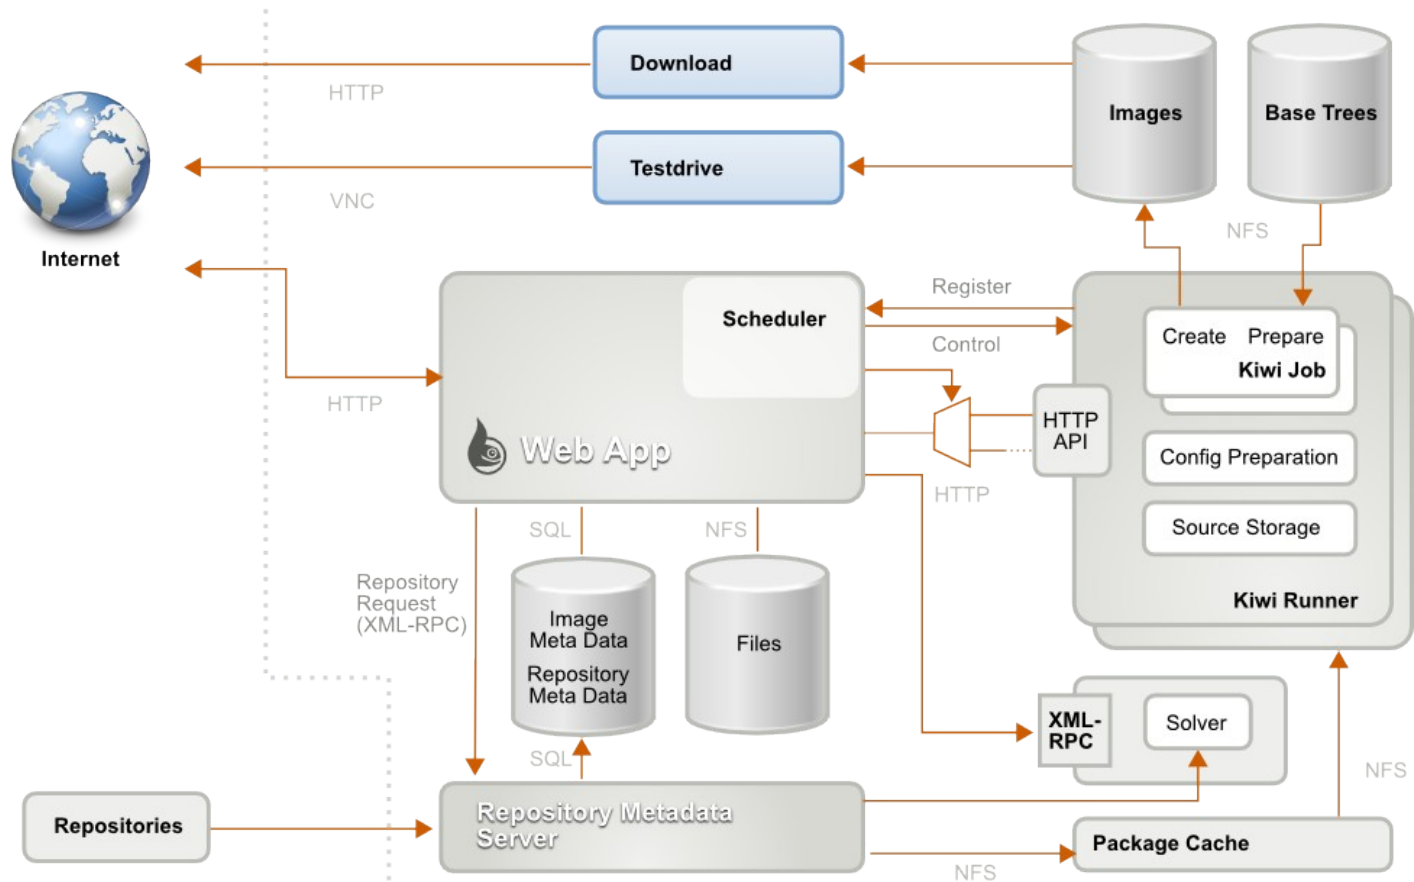 Download
HTTP
Images
Base Trees
Testdrive
VNC
NFS
Internet
Register
Scheduler
Create Prepare
Control
Kiwi Job
HTTP
HTTP
API
Web App
Config Preparation
HTTP
SQL
NFS
Source Storage
Repository
Request
(XML-RPC)
Image
Meta Data
Repository
Meta Data
Files
Kiwi Runner
XML-
RPC
Solver
SQL
NFS
Repositories
Repository Metadata
Server
Package Cache
NFS